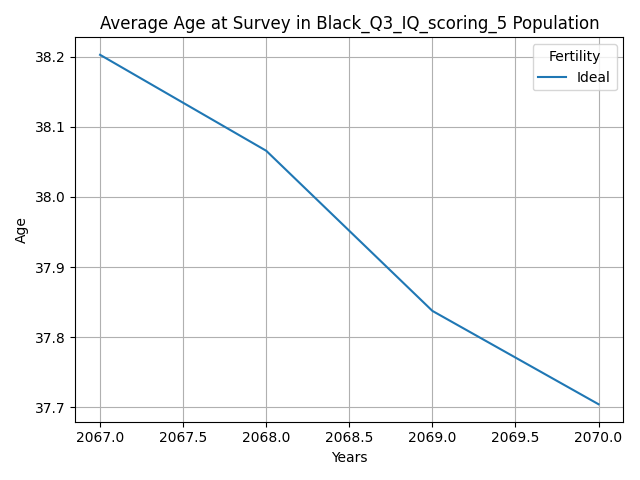 Average Age at Survey in Black_Q3_IQ_scoring_5 Population
Fertility
Ideal
Age
38.2
38.1
38.0
37.9
37.8
37.7
2067.0 2067.5 2068.0 2068.5 2069.0 2069.5 2070.0
Years